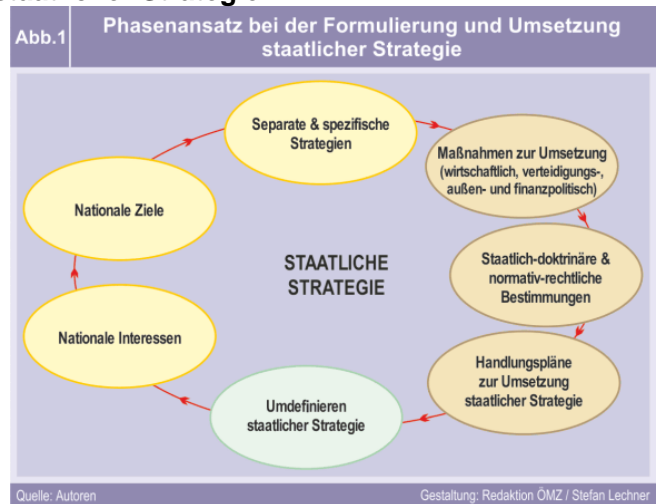 Abb.1
Phasenansatz bei der Formulierung und Umsetzung
staatlicher Strategie
Separate & spezifische
Strategien
Maßnahmen zur Umsetzung
(wirtschaftlich, verteidigungs-,
außen- und finanzpolitisch)
Nationale Ziele
Staatlich-doktrinäre &
normativ-rechtliche
Bestimmungen
STAATLICHE
STRATEGIE
Nationale Interessen
Handlungspläne
zur Umsetzung
staatlicher Strategie
Umdefinieren
staatlicher Strategie
Quelle: Autoren
Gestaltung: Redaktion ÖMZ / Stefan Lechner